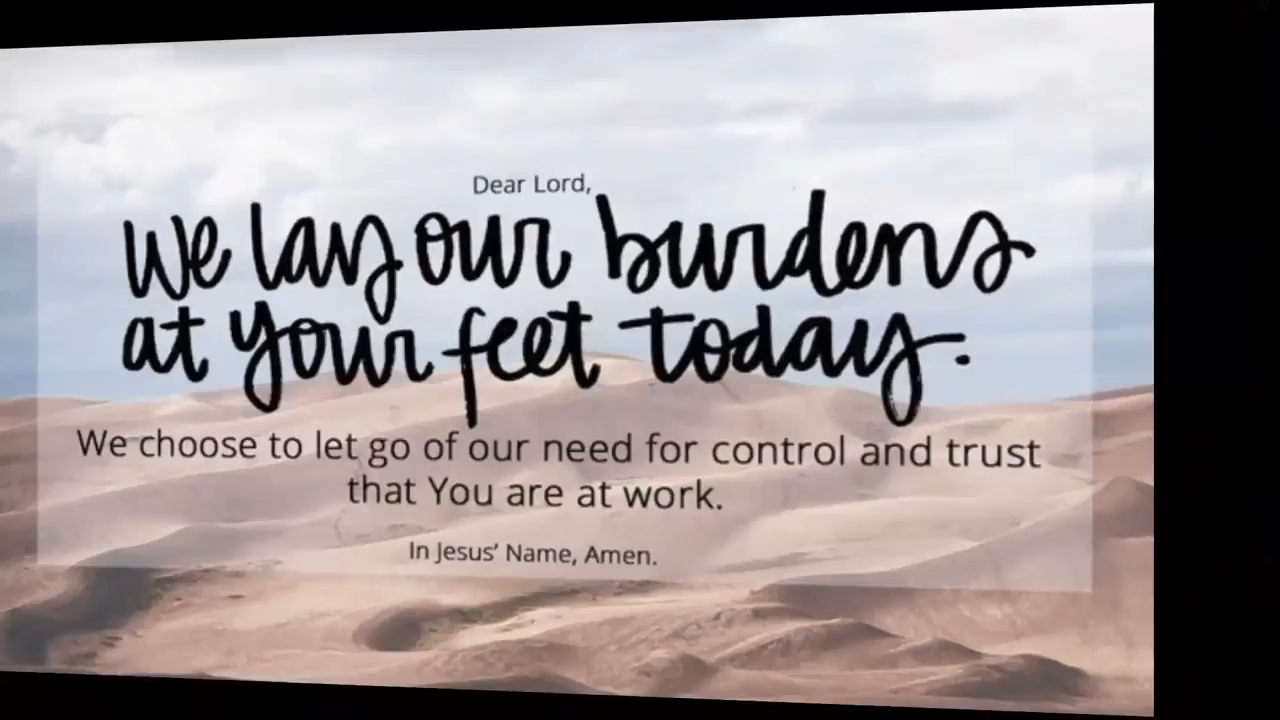 Dear Lord,
We lay our burdens
at your feet today.
We choose to let go of our need for control and trust
that You are at work.
In Jesus’ Name, Amen.